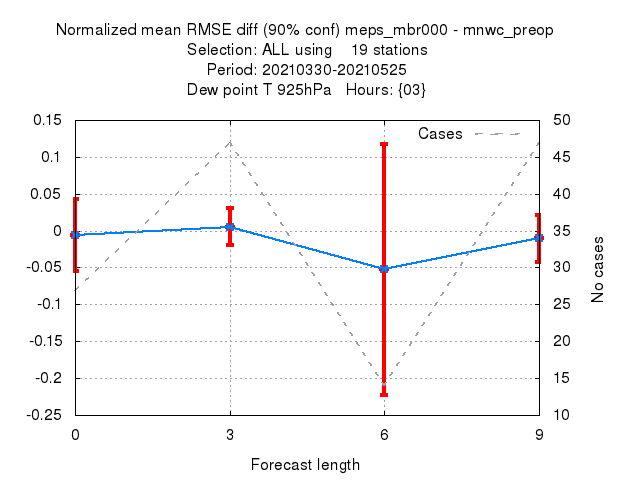 Normalized mean RMSE diff (90% conf) meps_mbr000 - mnwc_preop
Selection: ALL using    19 stations
Period: 20210330-20210525
Dew point T 925hPa   Hours: {03}
Cases
0.15
0.1
0.05
0
-0.05
-0.1
-0.15
-0.2
-0.25
50
45
40
35
30
25
20
15
10
No cases
0 3 6 9
Forecast length